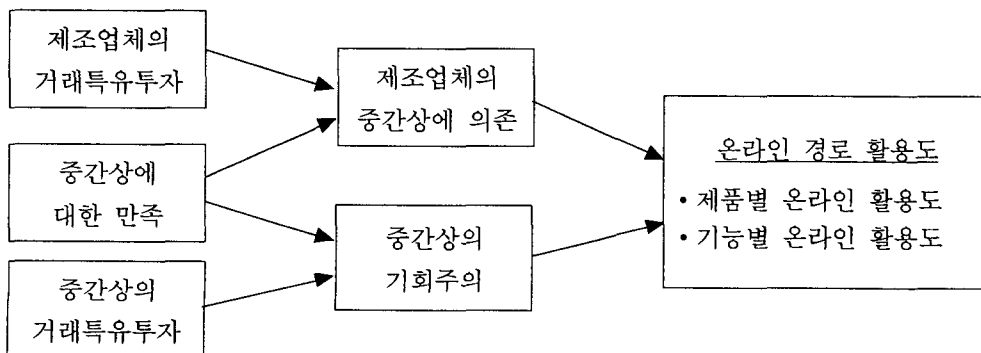 제조업체의
거래특유투자
중간상에
대한 만족
중간상의
거래특유투자
제조업체의
중간상에 의존
중간상의
기회주의
온라인 경로 활용도
• 제품별 온라인 활용도
• 기능별 온라인 활용도